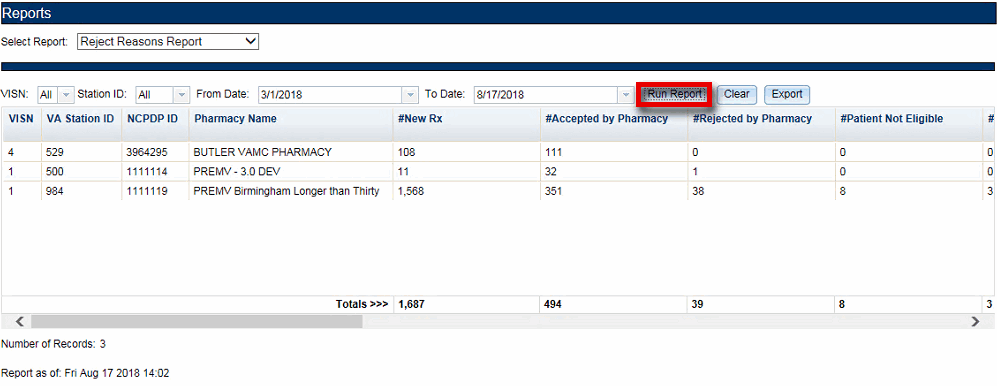 Reports
Select Report: Reject Reasons Report
VISN: All Station ID: All From Date: 3/1/2018 To Date: 8/17/2018 Run Report Clear Export
VISN VA Station ID NCPDP ID Pharmacy Name #New Rx #Accepted by Pharmacy #Rejected by Pharmacy #Patient Not Eligible #
4 529 3964295 BUTLER VAMC PHARMACY 108 111 0 0 0
1 500 1111114 PREMV - 3.0 DEV 11 32 1 0 0
1 984 1111119 PREMV Birmingham Longer than Thirty 1,568 351 38 8 3
Totals >>> 1,687 494 39 8 3
Number of Records: 3
Report as of: Fri Aug 17 2018 14:02